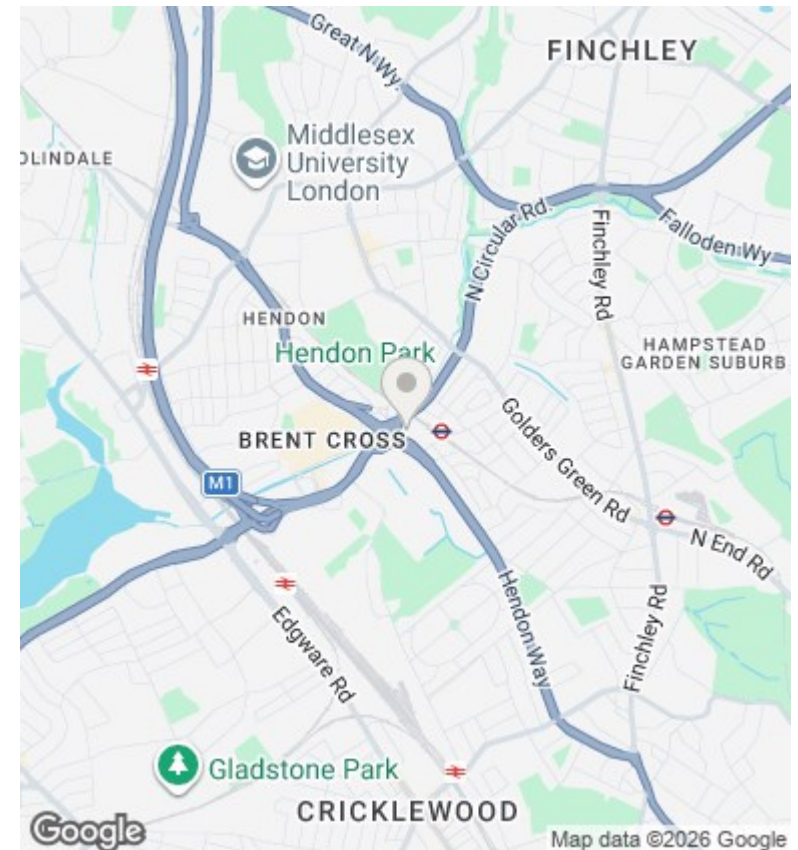 FINCHLEY
Great N Wy.
Middlesex
University
London
OLINDALE
N Circular Rd.
Finchley Rd
Falloden Wy
HENDON
Hendon Park
HAMPSTEAD
GARDEN SUBURB
BRENT CROSS
Golders Green Rd
M1
N End Rd
Hendon Way
Edgware Rd
Finchley Rd
Gladstone Park
CRICKLEWOOD
Google
Map data ©2026 Google